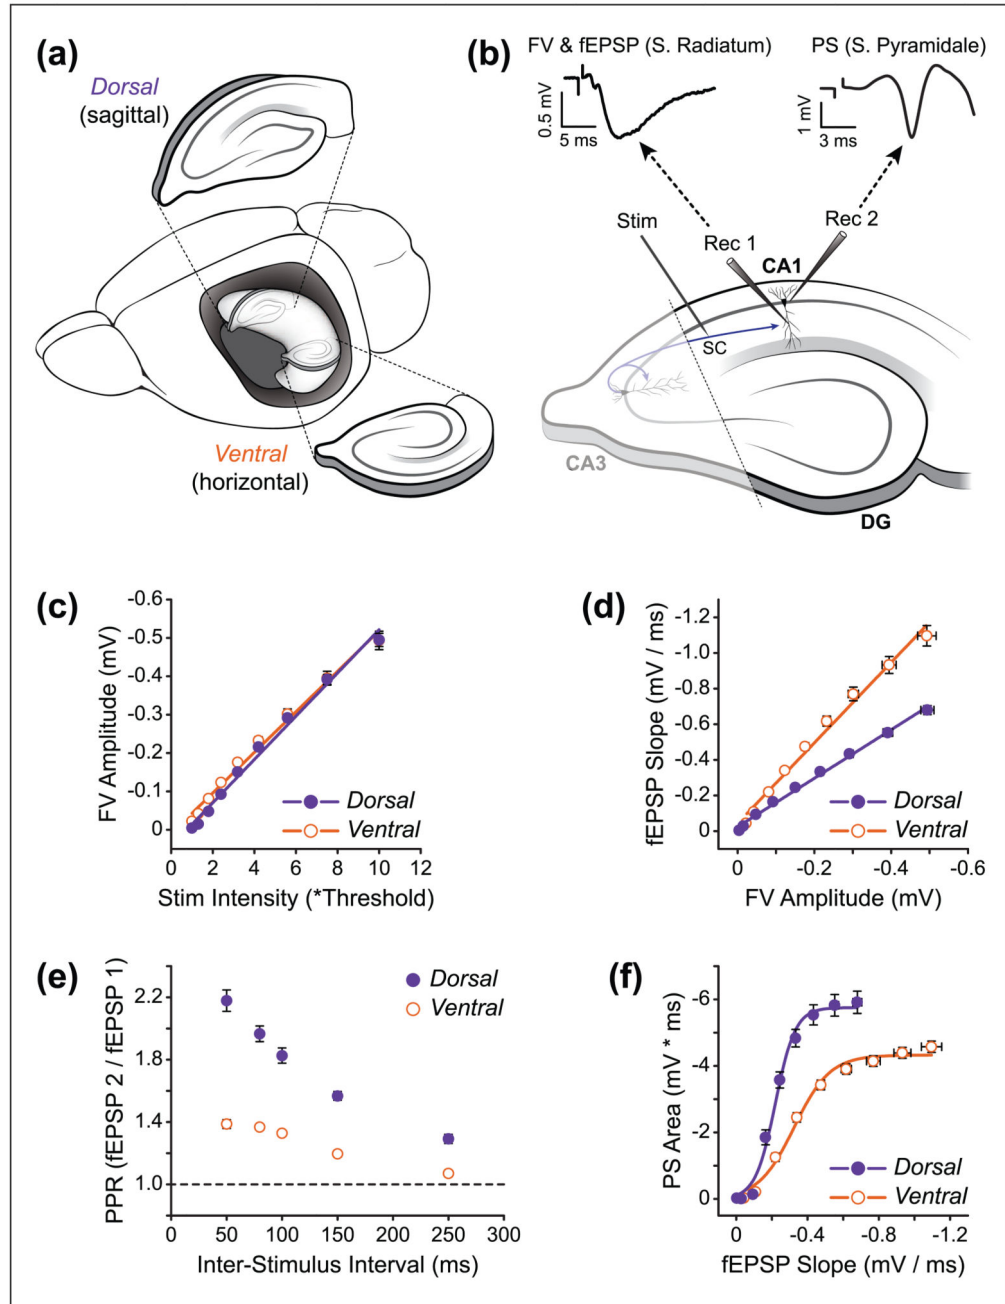 (a)
Dorsal
(sagittal)
Ventral
(horizontal)
(b)
FV & fEPSP (S. Radiatum)
PS (S. Pyramidale)
0.5 mV
5 ms
1 mV
3 ms
Stim
Rec 1
Rec 2
CA1
SC
CA3
DG
(c)
FV Amplitude (mV)
-0.6
-0.5
-0.4
-0.3
-0.2
-0.1
0
Dorsal
Ventral
0 2 4 6 8 10 12
Stim Intensity (*Threshold)
(d)
fEPSP Slope (mV / ms)
-1.2
-1.0
-0.8
-0.6
-0.4
-0.2
0
Dorsal
Ventral
0 -0.2 -0.4 -0.6
FV Amplitude (mV)
(e)
PPR (fEPSP 2 / fEPSP 1)
2.2
1.8
1.4
1.0
Dorsal
Ventral
0 50 100 150 200 250 300
Inter-Stimulus Interval (ms)
(f)
PS Area (mV * ms)
-6
-4
-2
0
Dorsal
Ventral
0 -0.4 -0.8 -1.2
fEPSP Slope (mV / ms)